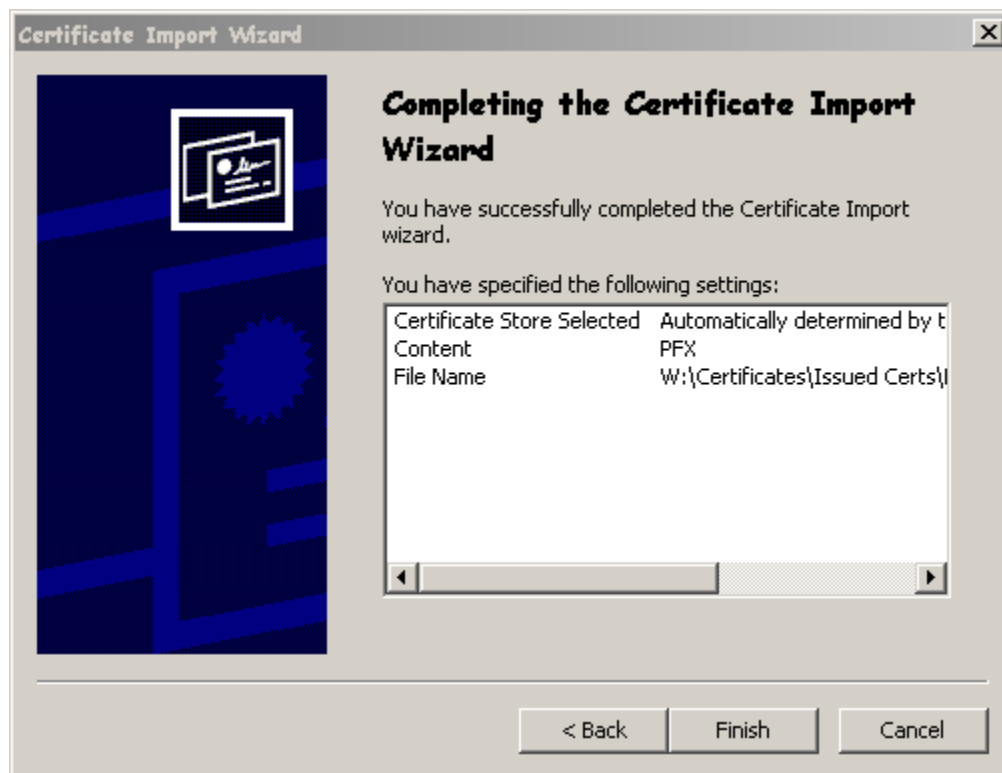 Certificate Import Wizard
Completing the Certificate Import
Wizard
You have successfully completed the Certificate Import
wizard.
You have specified the following settings:
Certificate Store Selected Automatically determined by t
Content PFX
File Name W:\Certificates\Issued Certs\
< Back Finish Cancel